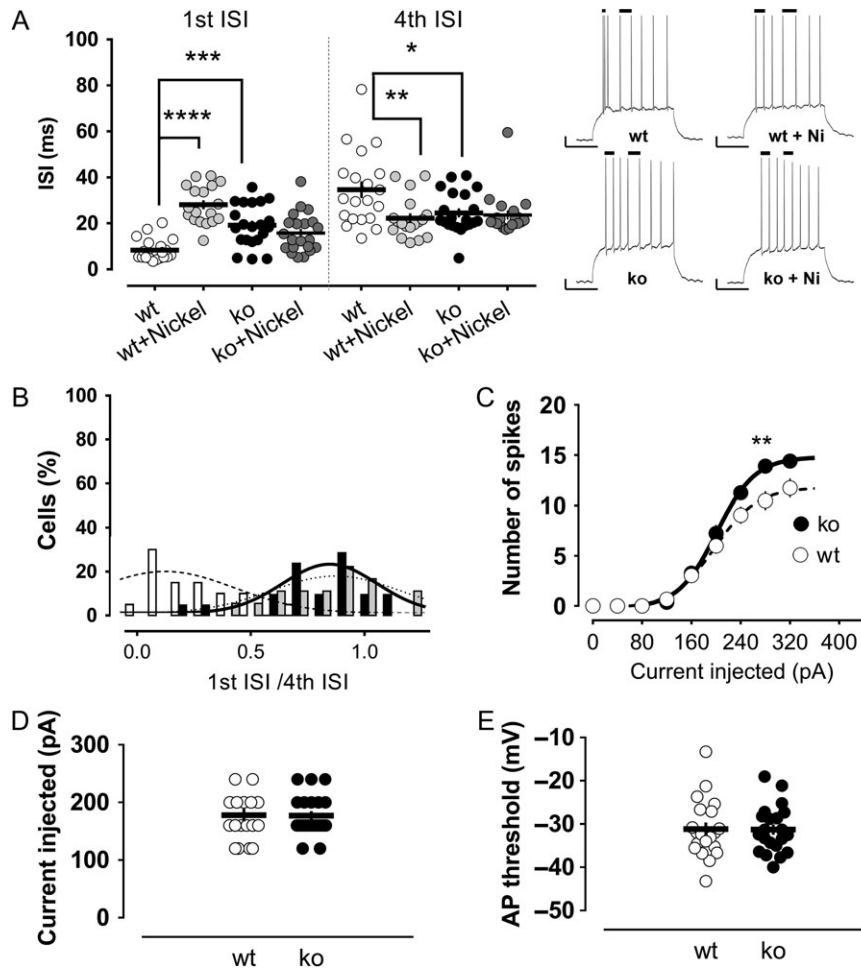 A
1st ISI
4th ISI
ISI (ms)
100
80
60
40
20
0
***
****
*
**
wt
wt+Nickel
ko
ko+Nickel
wt
wt+Nickel
ko
ko+Nickel
wt
wt + Ni
ko
ko + Ni
B
Cells (%)
100
80
60
40
20
0
0.0
0.5
1.0
1st ISI /4th ISI
C
Number of spikes
20
15
10
5
0
**
ko
wt
0
80
160
240
320
400
Current injected (pA)
D
Current injected (pA)
300
200
100
0
wt
ko
E
AP threshold (mV)
−10
−20
−30
−40
−50
wt
ko